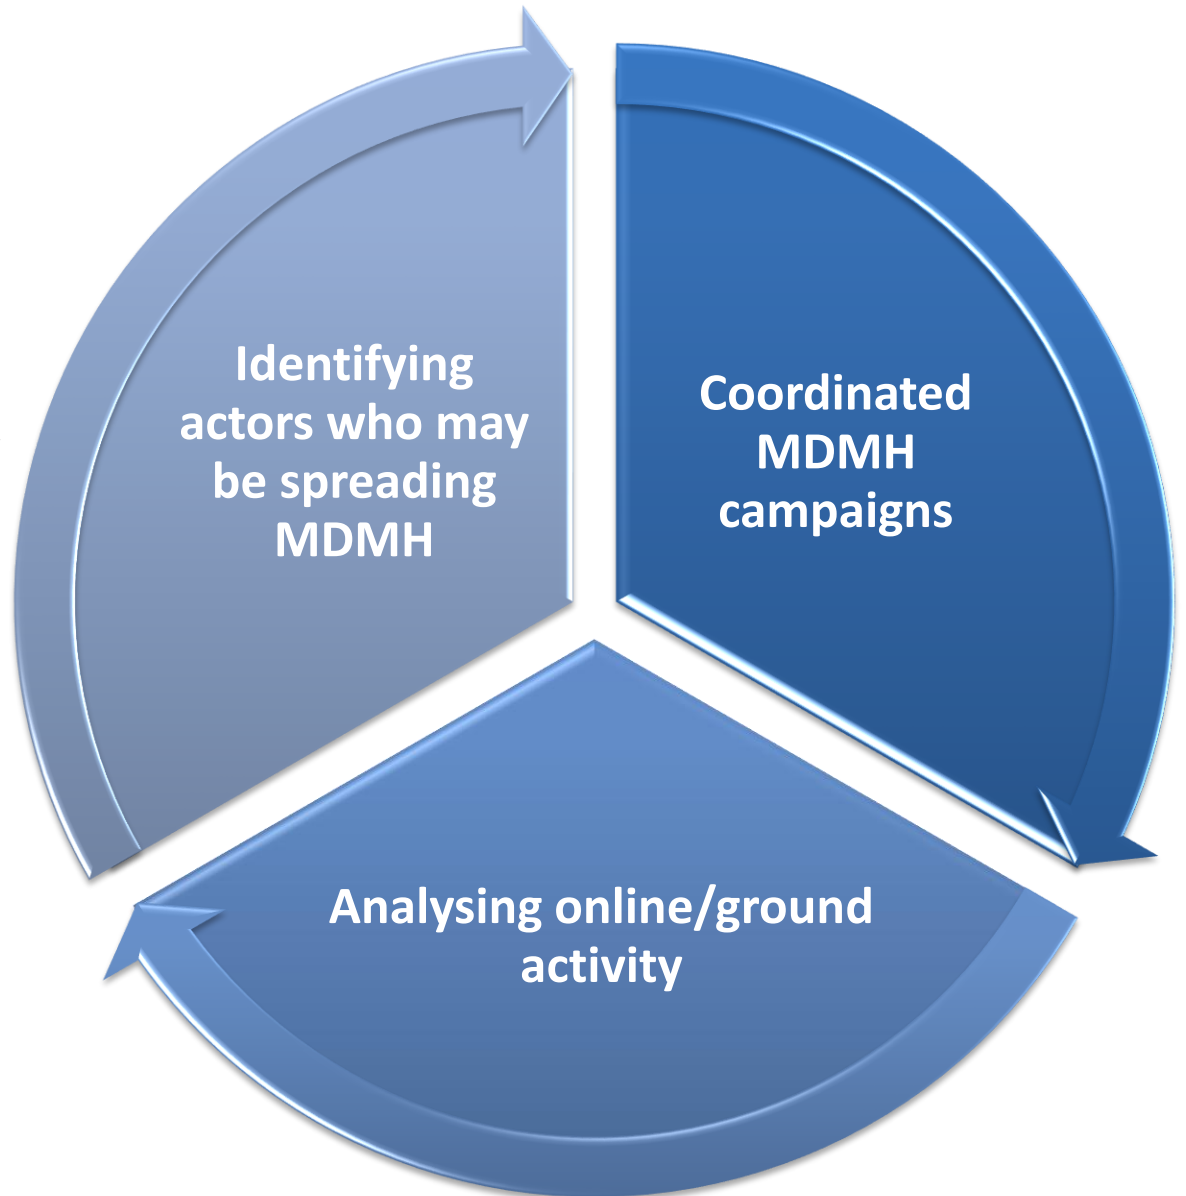 Identifying
actors who may
be spreading
MDMH
Coordinated
MDMH
campaigns
Analysing online/ground
activity